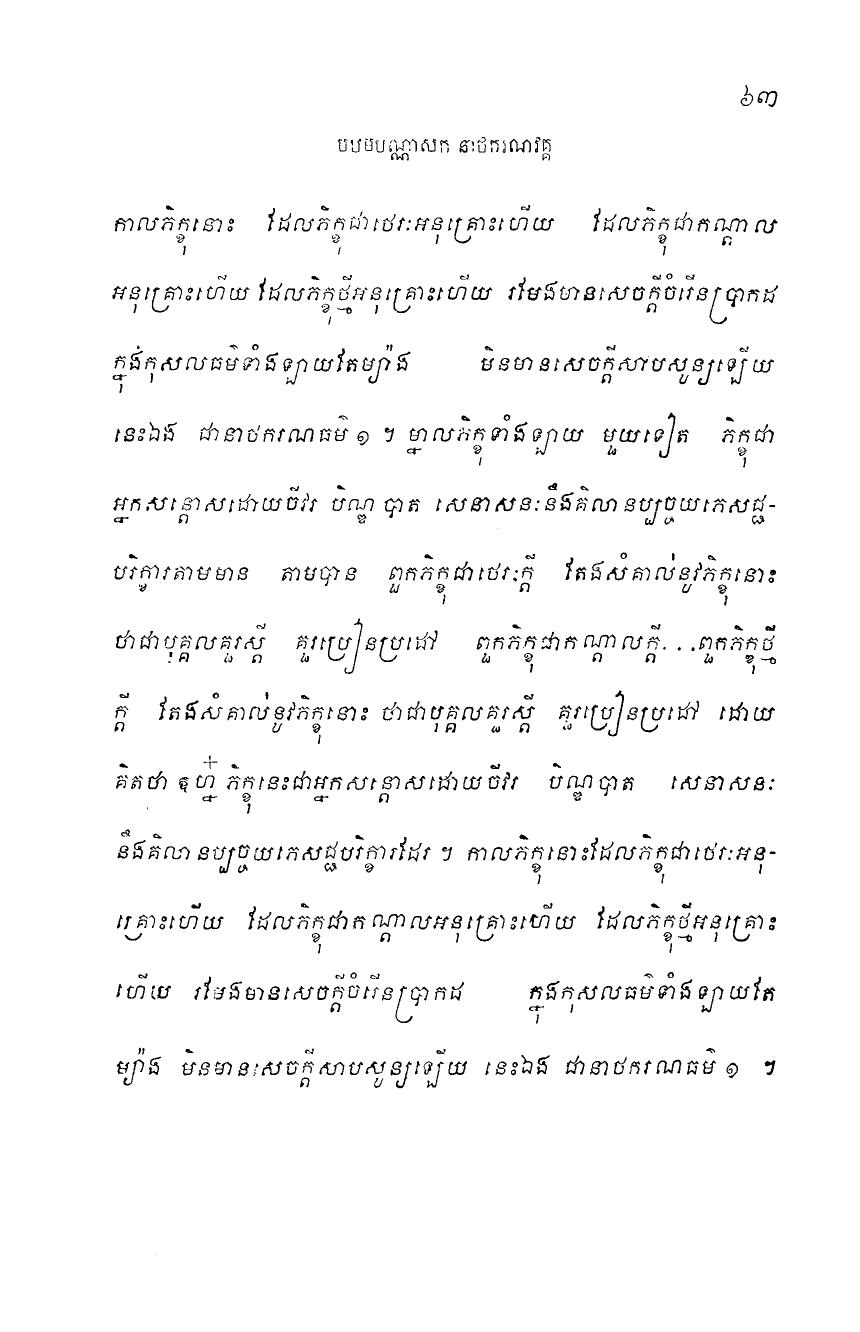 ៦៣
បឋមបណ្ណាសក នាថករណវគ្គ
កាលភិក្ខុនោះ ដែលភិក្ខុជាថេរៈអនុគ្រោះហើយ ដែលភិក្ខុជាកណ្តាល
អនុគ្រោះហើយ ដែលភិក្ខុថ្មីអនុគ្រោះហើយ រមែងមានសេចក្តីចំរើនប្រាកដ
ក្នុងកុសលធម៌ទាំងឡាយតែម្យ៉ាង មិនមានសេចក្តីសាបសូន្យឡើយ
នេះឯង ជានាថករណធម៌ ១ ។ ម្នាលភិក្ខុទាំងឡាយ មួយទៀត ភិក្ខុជា
អ្នកសន្តោសដោយចីវរ បិណ្ឌបាត សេនាសនៈនឹងគិលានប្បច្ចយភេសជ្ជ-
បរិក្ខារតាមមាន តាមបាន ពួកភិក្ខុជាថេរៈក្តី តែងសំគាល់នូវភិក្ខុនោះ
ថាជាបុគ្គលគួរស្តី គួរប្រៀនប្រដៅ ពួកភិក្ខុជាកណ្តាលក្តី...ពួកភិក្ខុថ្មី
ក្តី តែងសំគាល់នូវភិក្ខុនោះ ថាជាបុគ្គលគួរស្តី គួរប្រៀនប្រដៅ ដោយ
គិតថា ឱហ្ន៎ ភិក្ខុនេះជាអ្នកសន្តោសដោយចីវរ បិណ្ឌបាត សេនាសនៈ
នឹងគិលានប្បច្ចយភេសជ្ជបរិក្ខារដែរ ។ កាលភិក្ខុនោះដែលភិក្ខុជាថេរៈអនុ-
គ្រោះហើយ ដែលភិក្ខុជាកណ្តាលអនុគ្រោះហើយ ដែលភិក្ខុថ្មីអនុគ្រោះ
ហើយ រមែងមានសេចក្តីចំរើនប្រាកដ ក្នុងកុសលធម៌ទាំងឡាយតែ
ម្យ៉ាង មិនមានសេចក្តីសាបសូន្យឡើយ នេះឯង ជានាថករណធម៌ ១ ។